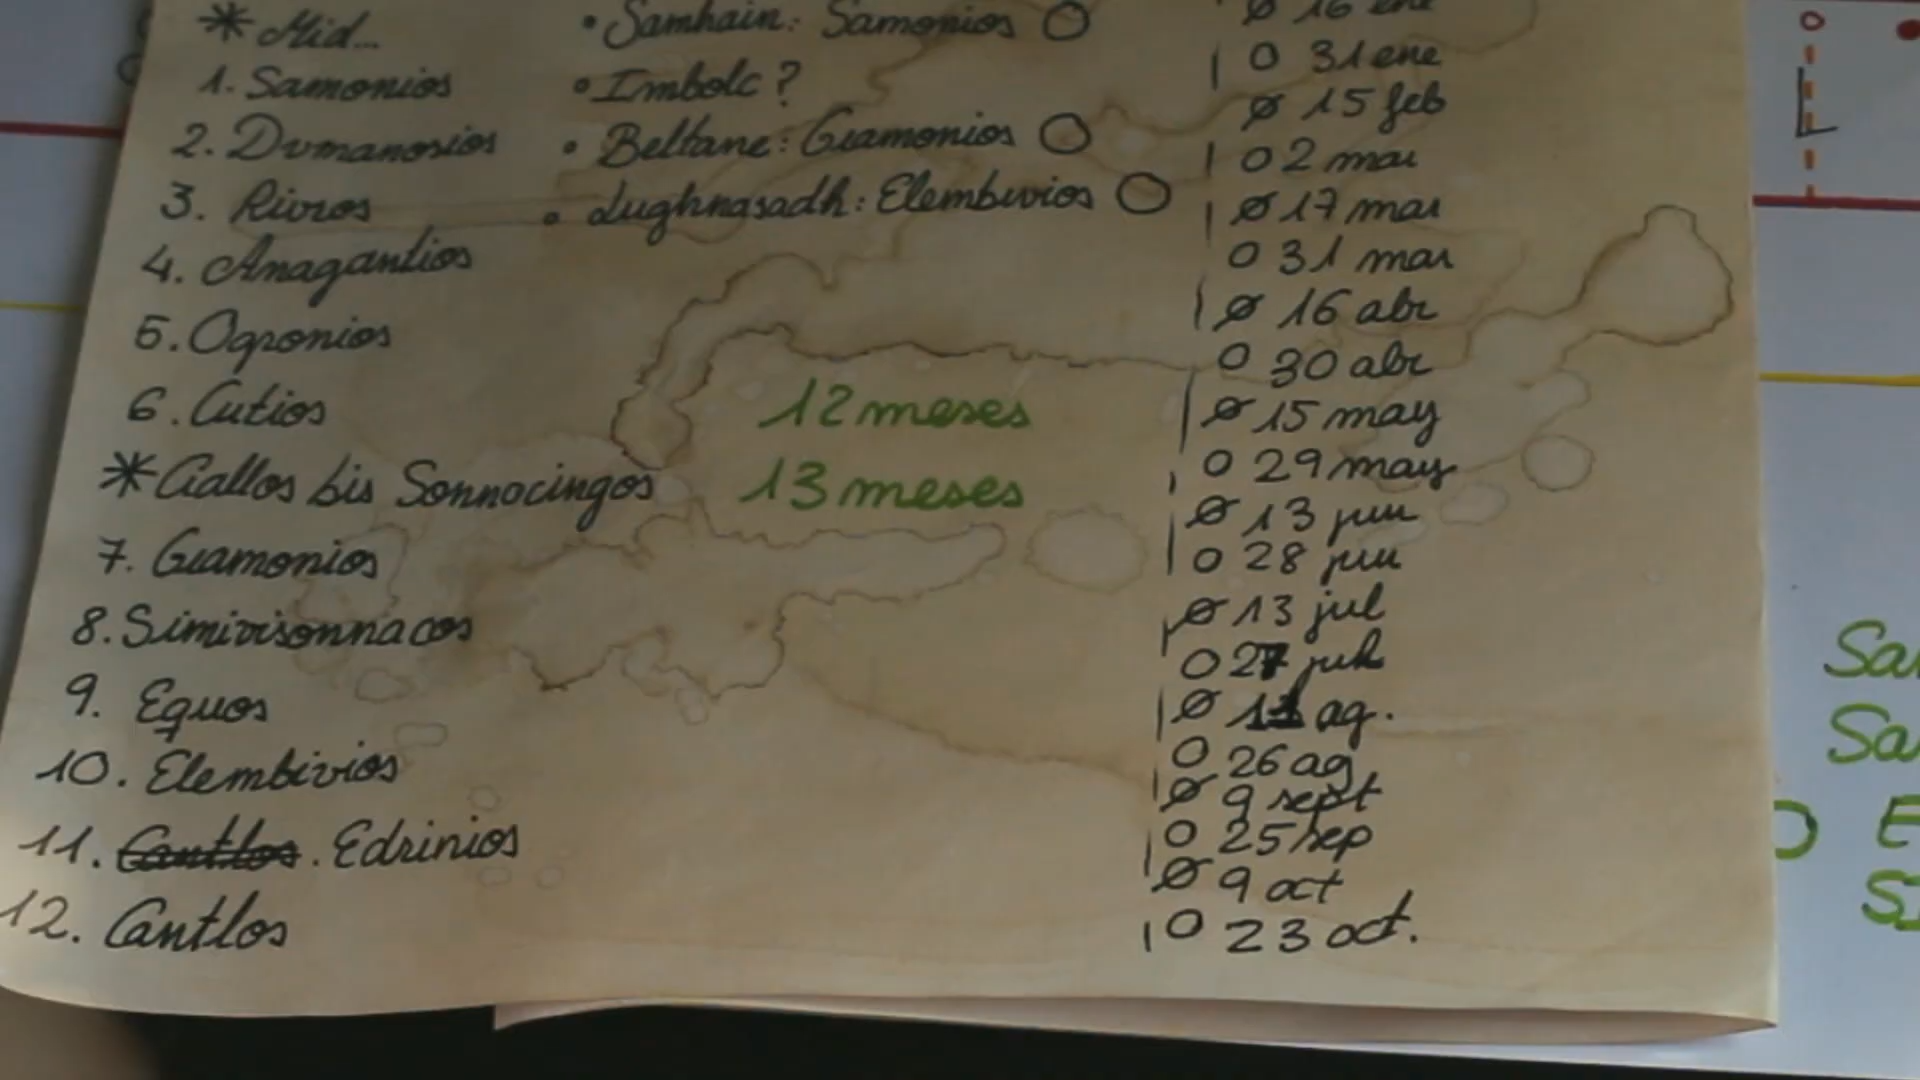 * Mid...
1. Samonios
2. Dumanosios
3. Rivros
4. Anagantios
5. Ogronios
6. Cutios
* Ciallos bis Sonnocingos
7. Giamonios
8. Simivisonnacos
9. Equos
10. Elembivios
11. Cantlos. Edrinios
12. Cantlos
• Samhain: Samonios O
• Imbolc?
• Beltane: Giamonios O
• Lughnasadh: Elembivios O
12 meses
13 meses
Ø 16 ene
O 31 ene
Ø 15 feb
O 2 mar
Ø 17 mar
O 31 mar
Ø 16 abr
O 30 abr
Ø 15 may
O 29 may
Ø 13 jun
O 28 jun
Ø 13 jul
O 27 jul
Ø 11 ag.
O 26 ag
Ø 9 sept
O 25 sep
Ø 9 oct
O 23 oct.